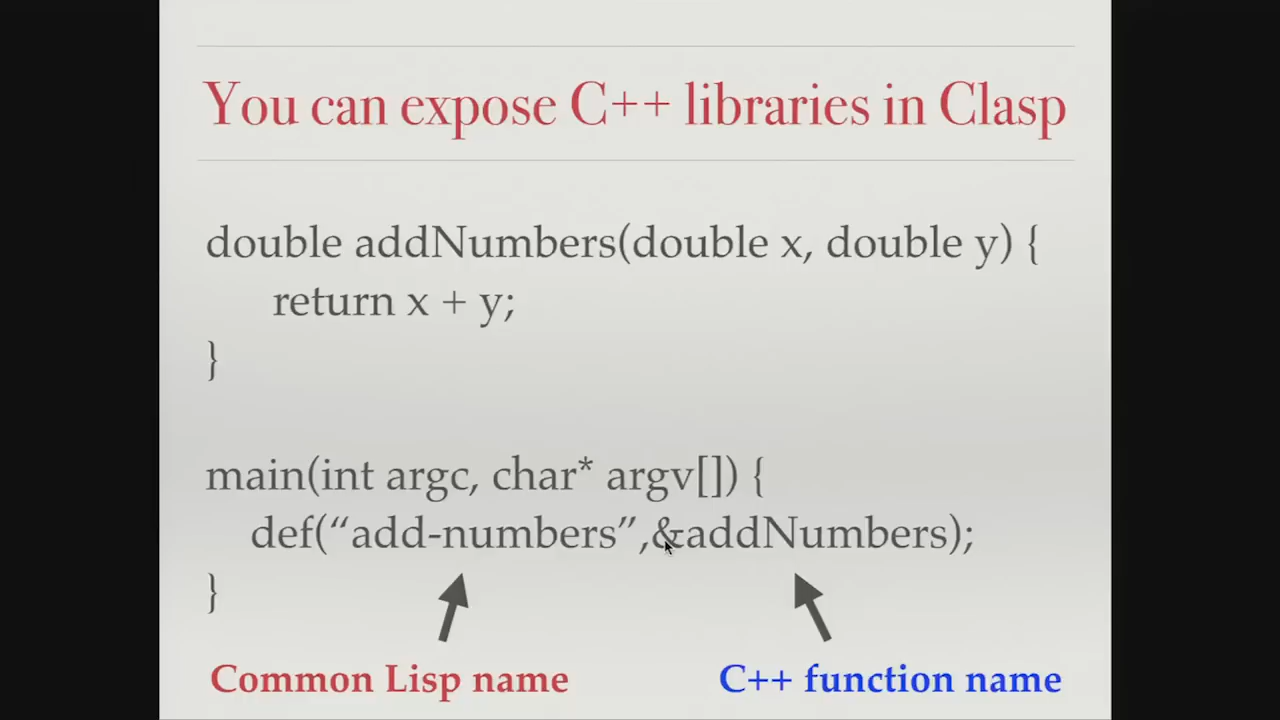 You can expose C++ libraries in Clasp
double addNumbers(double x, double y) {
return x + y;
}
main(int argc, char* argv[]) {
def(“add-numbers”,&addNumbers);
}
Common Lisp name
C++ function name